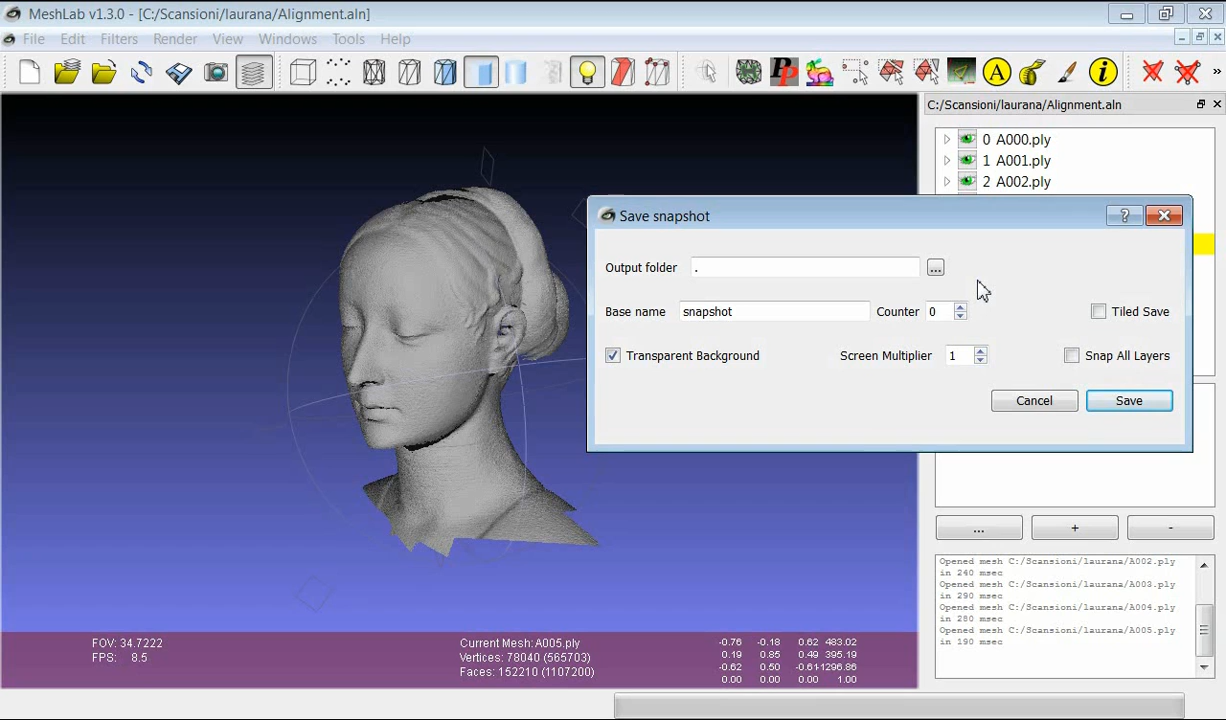 MeshLab v1.3.0 - [C:/Scansioni/laurana/Alignment.aln]
File Edit Filters Render View Windows Tools Help
C:/Scansioni/laurana/Alignment.aln
0 A000.ply
1 A001.ply
2 A002.ply
Save snapshot
Output folder .
Base name snapshot Counter 0 Tiled Save
Transparent Background Screen Multiplier 1 Snap All Layers
Cancel Save
... + -
Opened mesh C:/Scansioni/laurana/A002.ply
in 240 msec
Opened mesh C:/Scansioni/laurana/A003.ply
in 290 msec
Opened mesh C:/Scansioni/laurana/A004.ply
in 280 msec
Opened mesh C:/Scansioni/laurana/A005.ply
in 190 msec
FOV: 34.7222
FPS: 8.5
Current Mesh: A005.ply
Vertices: 78040 (565703)
Faces: 152210 (1107200)
-0.76 -0.18 0.62 483.02
0.19 0.85 0.49 395.19
-0.62 0.50 -0.61-1296.86
0.00 0.00 0.00 1.00